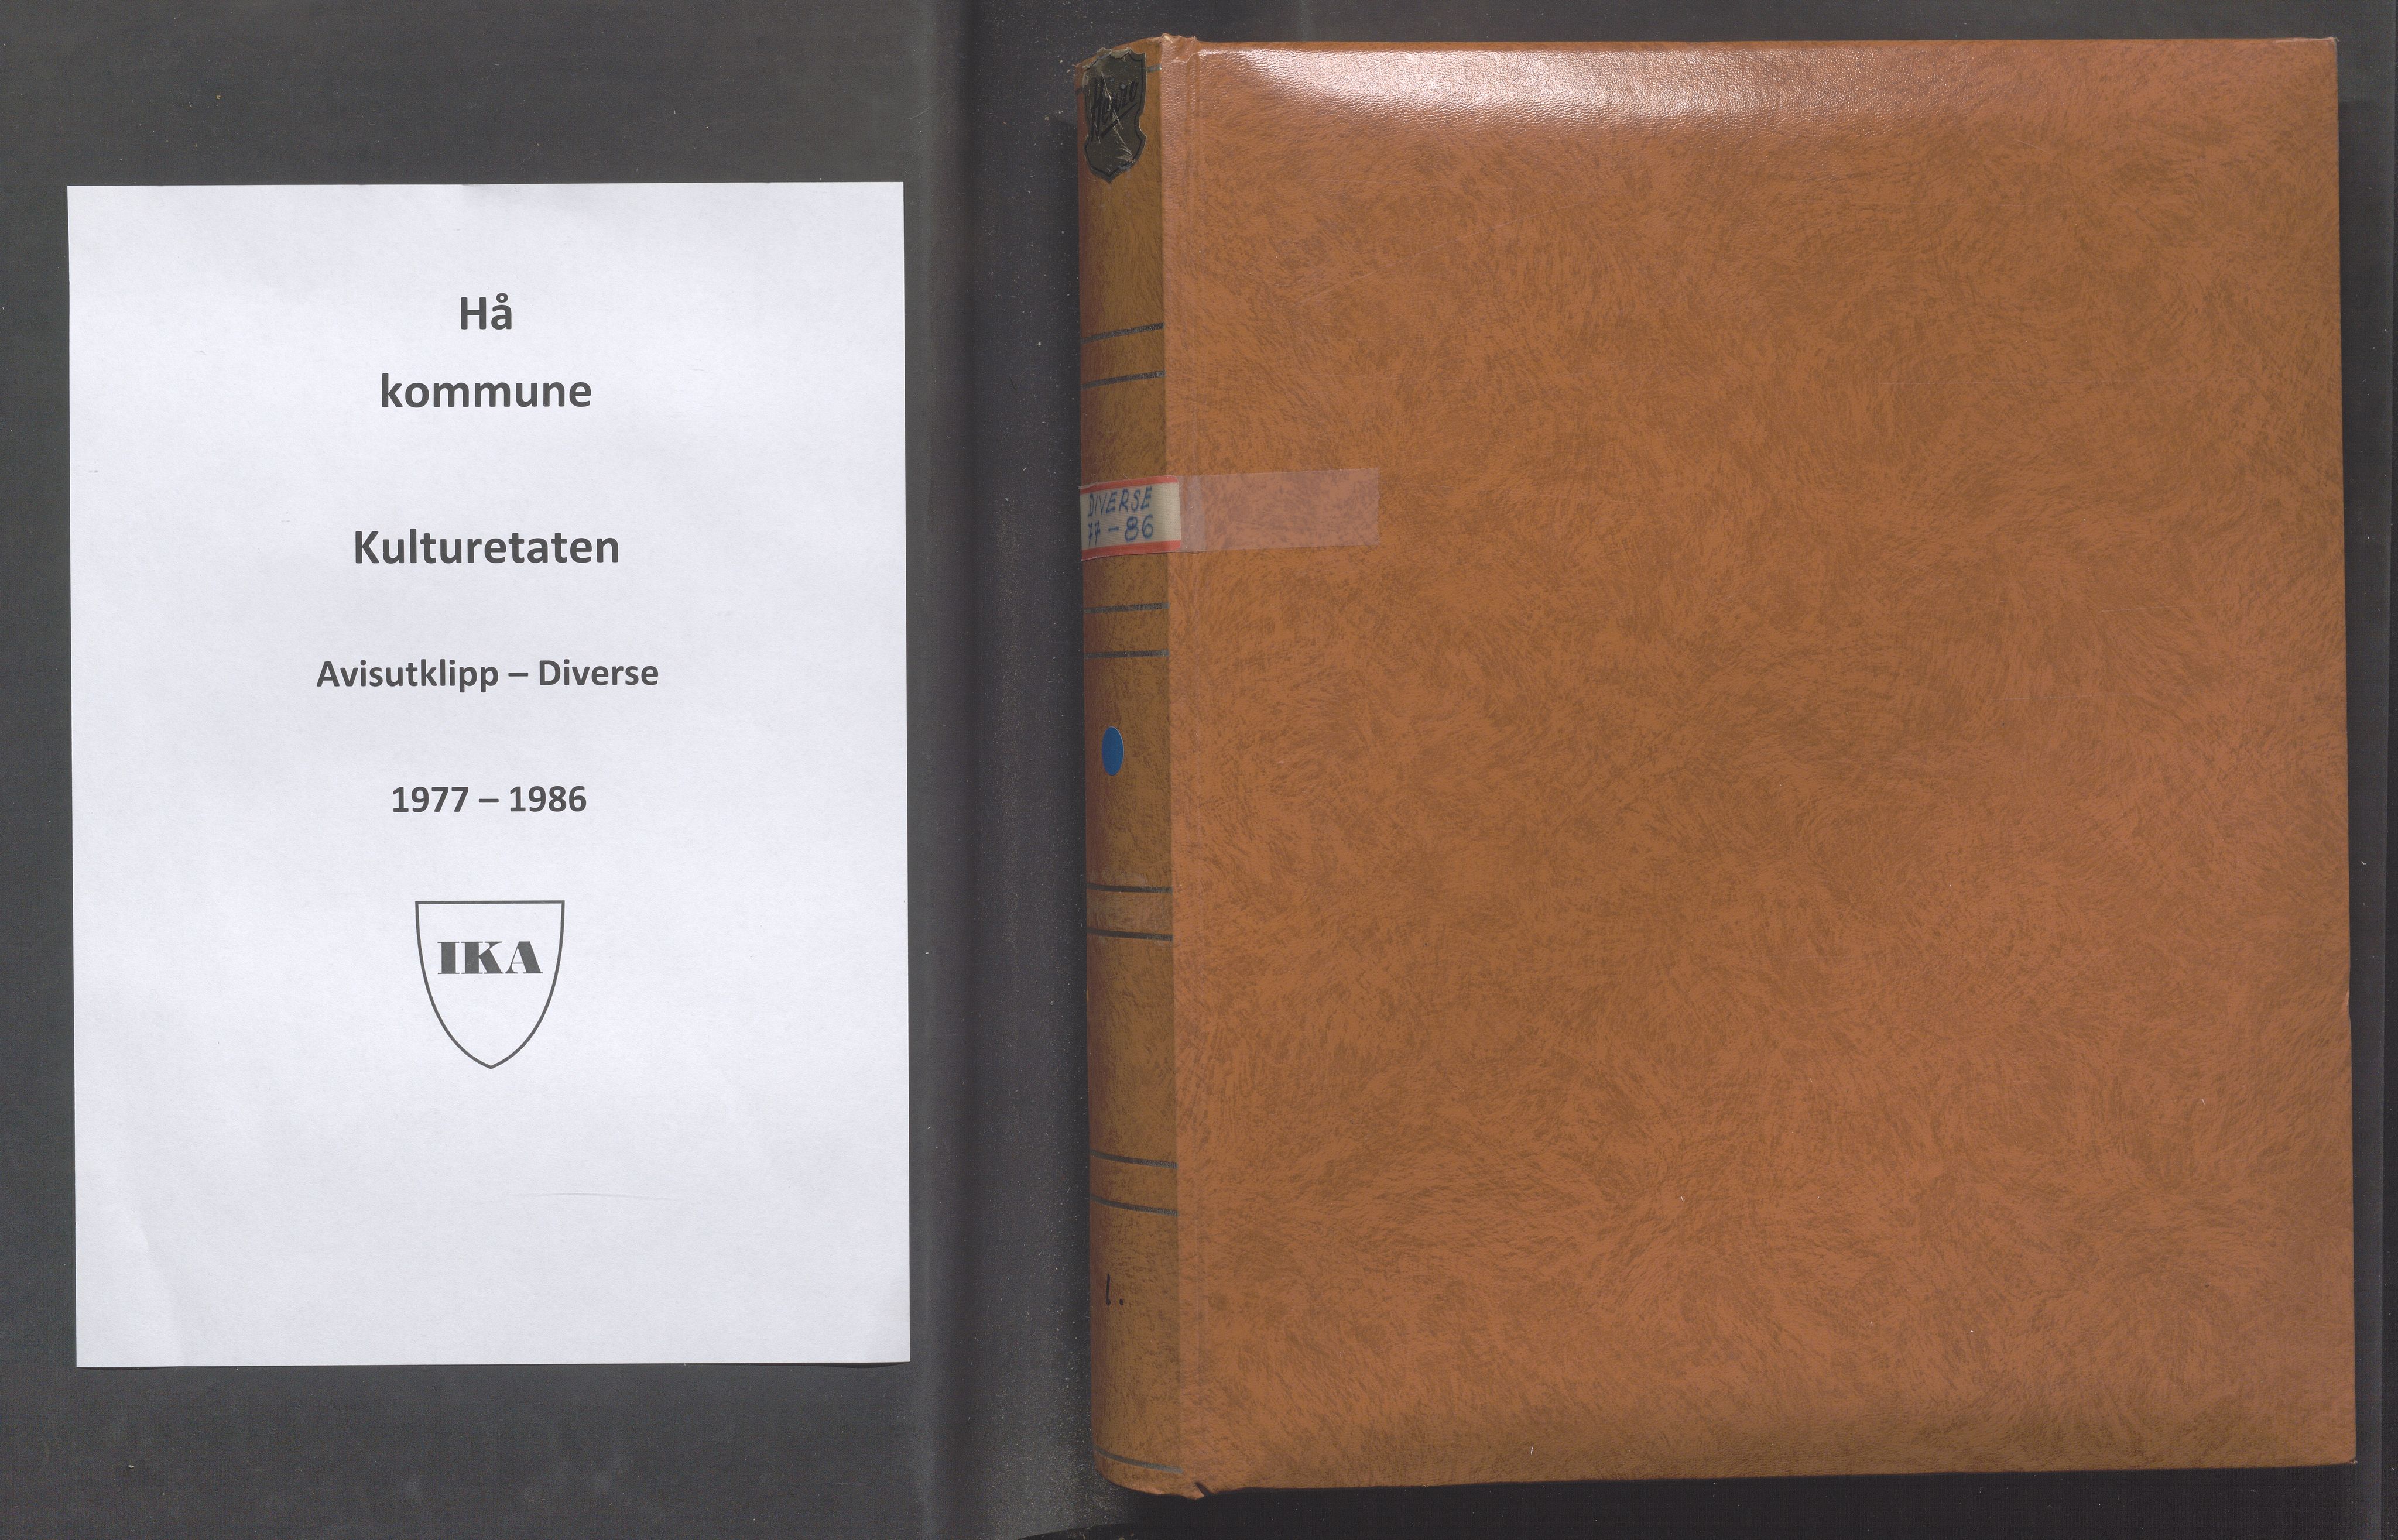 Hå
kommune
Kulturetaten
Avisutklipp – Diverse
1977 – 1986
IKA
DIVERSE
77-86